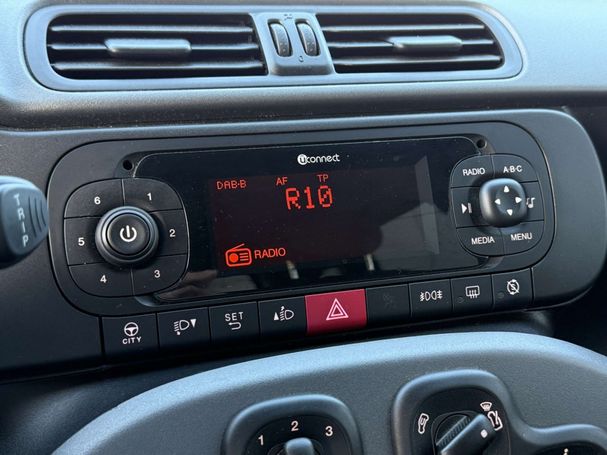 uconnect
DAB-B AF TP
R10
RADIO
6 1
5 2
4 3
RADIO A·B·C
MEDIA MENU
TRIP
CITY
SET
1 2 3